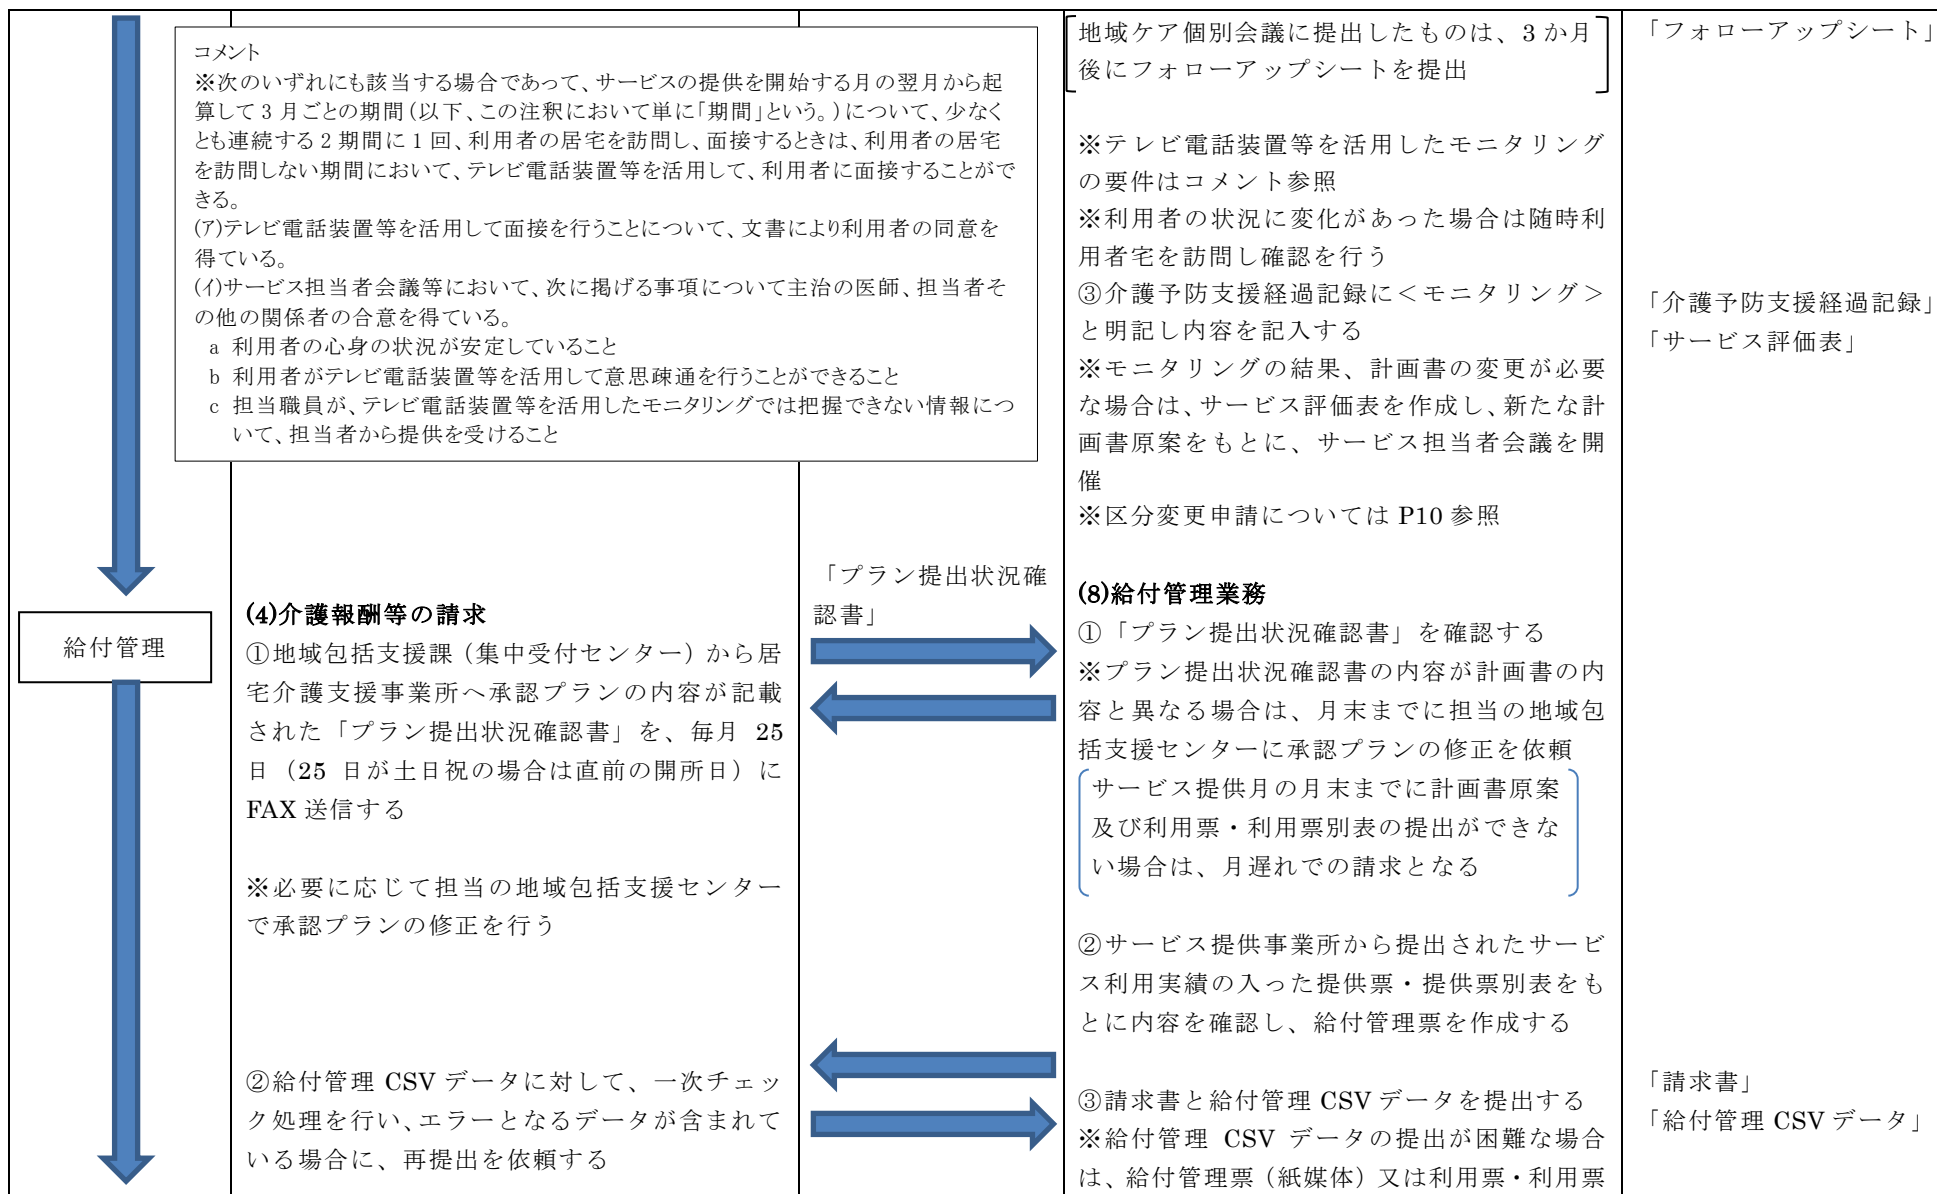 コメント
※次のいずれにも該当する場合であって、サービスの提供を開始する月の翌月から起
算して 3 月ごとの期間(以下、この注釈において単に「期間」という。)について、少なく
とも連続する 2 期間に 1 回、利用者の居宅を訪問し、面接するときは、利用者の居宅
を訪問しない期間において、テレビ電話装置等を活用して、利用者に面接することがで
きる。
(ア)テレビ電話装置等を活用して面接を行うことについて、文書により利用者の同意を
得ている。
(イ)サービス担当者会議等において、次に掲げる事項について主治の医師、担当者そ
の他の関係者の合意を得ている。
a 利用者の心身の状況が安定していること
b 利用者がテレビ電話装置等を活用して意思疎通を行うことができること
c 担当職員が、テレビ電話装置等を活用したモニタリングでは把握できない情報につ
いて、担当者から提供を受けること
地域ケア個別会議に提出したものは、3 か月
後にフォローアップシートを提出
※テレビ電話装置等を活用したモニタリング
の要件はコメント参照
※利用者の状況に変化があった場合は随時利
用者宅を訪問し確認を行う
③介護予防支援経過記録に<モニタリング>
と明記し内容を記入する
※モニタリングの結果、計画書の変更が必要
な場合は、サービス評価表を作成し、新たな計
画書原案をもとに、サービス担当者会議を開
催
※区分変更申請については P10 参照
「フォローアップシート」
「介護予防支援経過記録」
「サービス評価表」
給付管理
(4)介護報酬等の請求
①地域包括支援課(集中受付センター)から居
宅介護支援事業所へ承認プランの内容が記載
された「プラン提出状況確認書」を、毎月 25
日(25 日が土日祝の場合は直前の開所日)に
FAX 送信する
※必要に応じて担当の地域包括支援センター
で承認プランの修正を行う
②給付管理 CSV データに対して、一次チェッ
ク処理を行い、エラーとなるデータが含まれて
いる場合に、再提出を依頼する
「プラン提出状況確
認書」
(8)給付管理業務
①「プラン提出状況確認書」を確認する
※プラン提出状況確認書の内容が計画書の内
容と異なる場合は、月末までに担当の地域包
括支援センターに承認プランの修正を依頼
サービス提供月の月末までに計画書原案
及び利用票・利用票別表の提出ができな
い場合は、月遅れでの請求となる
②サービス提供事業所から提出されたサービ
ス利用実績の入った提供票・提供票別表をも
とに内容を確認し、給付管理票を作成する
③請求書と給付管理 CSV データを提出する
※給付管理 CSV データの提出が困難な場合
は、給付管理票(紙媒体)又は利用票・利用票
「請求書」
「給付管理 CSV データ」